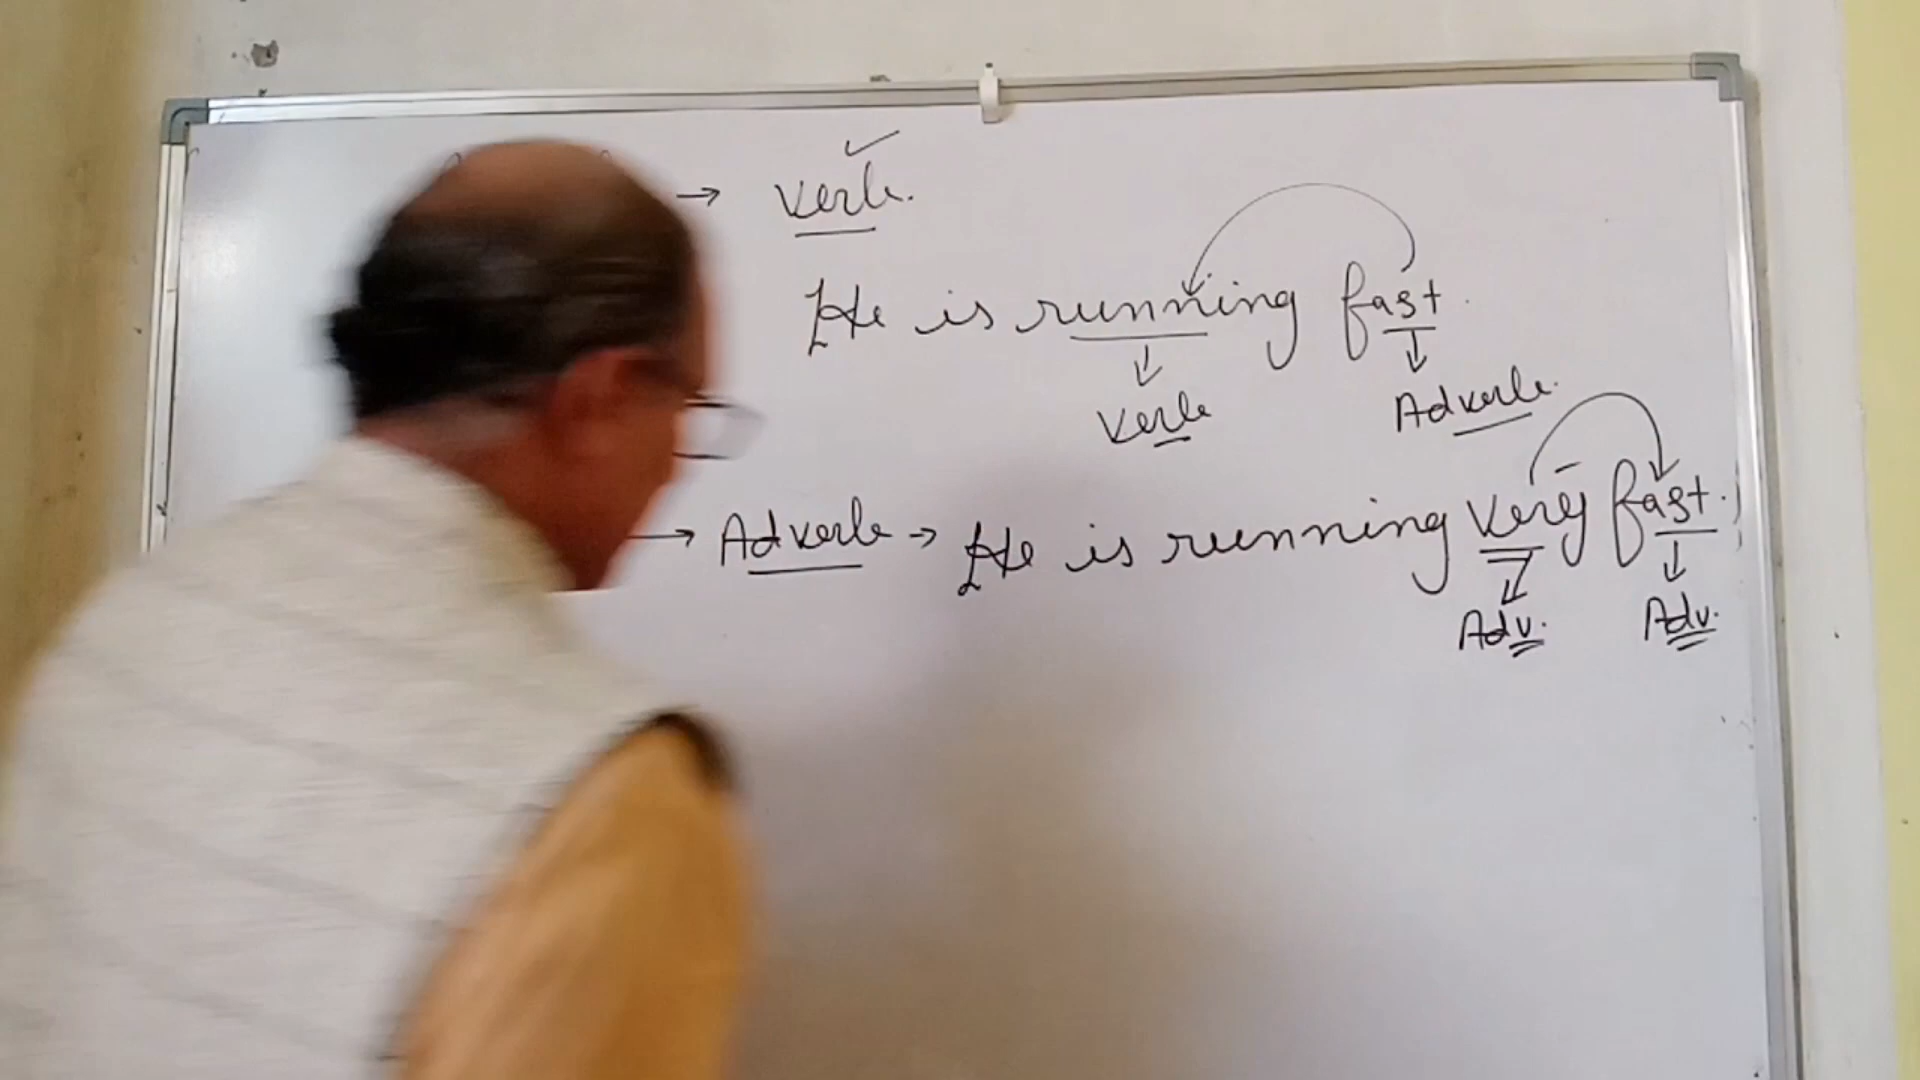 → Verb.
He is running fast.
↓ ↓
Verb Adverb.
→ Adverb → He is running very fast.
↓ ↓
Adv. Adv.